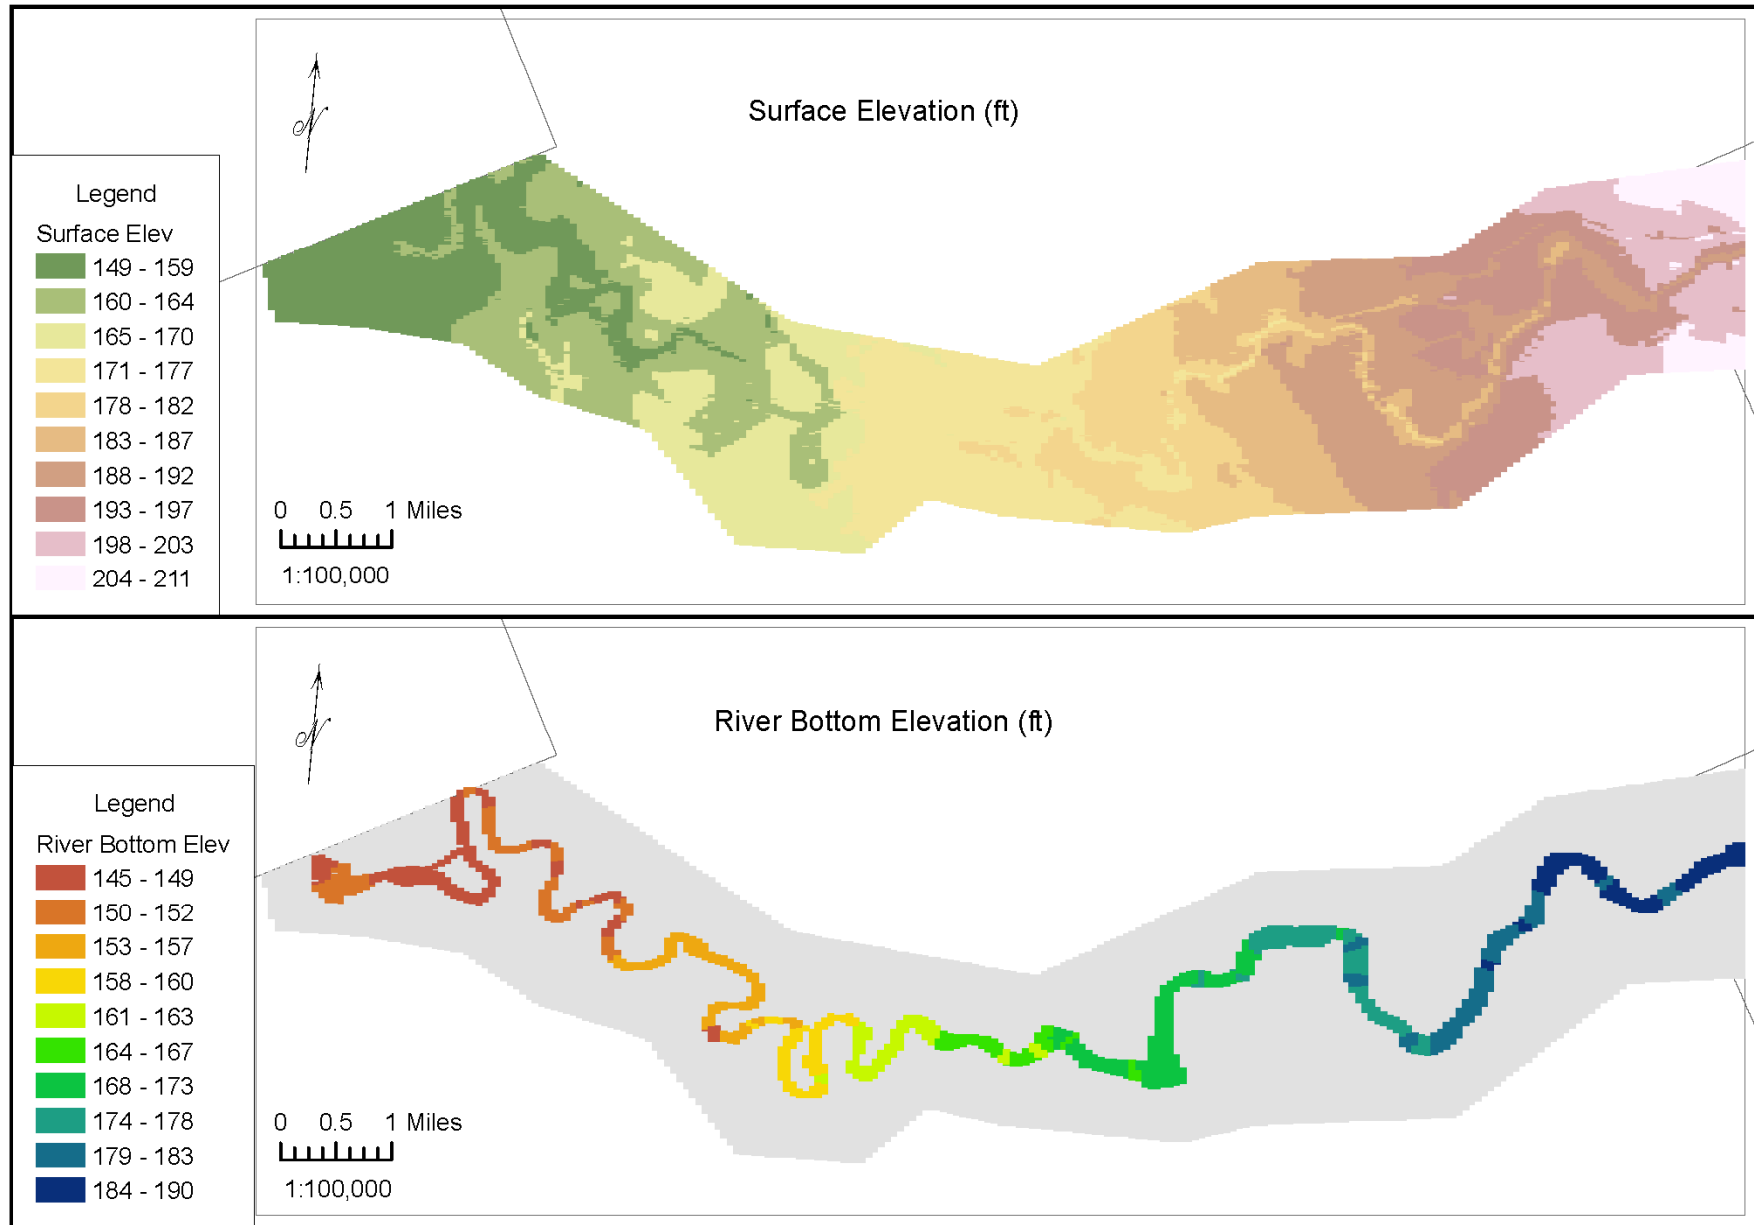 Surface Elevation (ft)
N
Legend
Surface Elev
149 - 159
160 - 164
165 - 170
171 - 177
178 - 182
183 - 187
188 - 192
193 - 197
198 - 203
204 - 211
0 0.5 1 Miles
1:100,000
River Bottom Elevation (ft)
N
Legend
River Bottom Elev
145 - 149
150 - 152
153 - 157
158 - 160
161 - 163
164 - 167
168 - 173
174 - 178
179 - 183
184 - 190
0 0.5 1 Miles
1:100,000